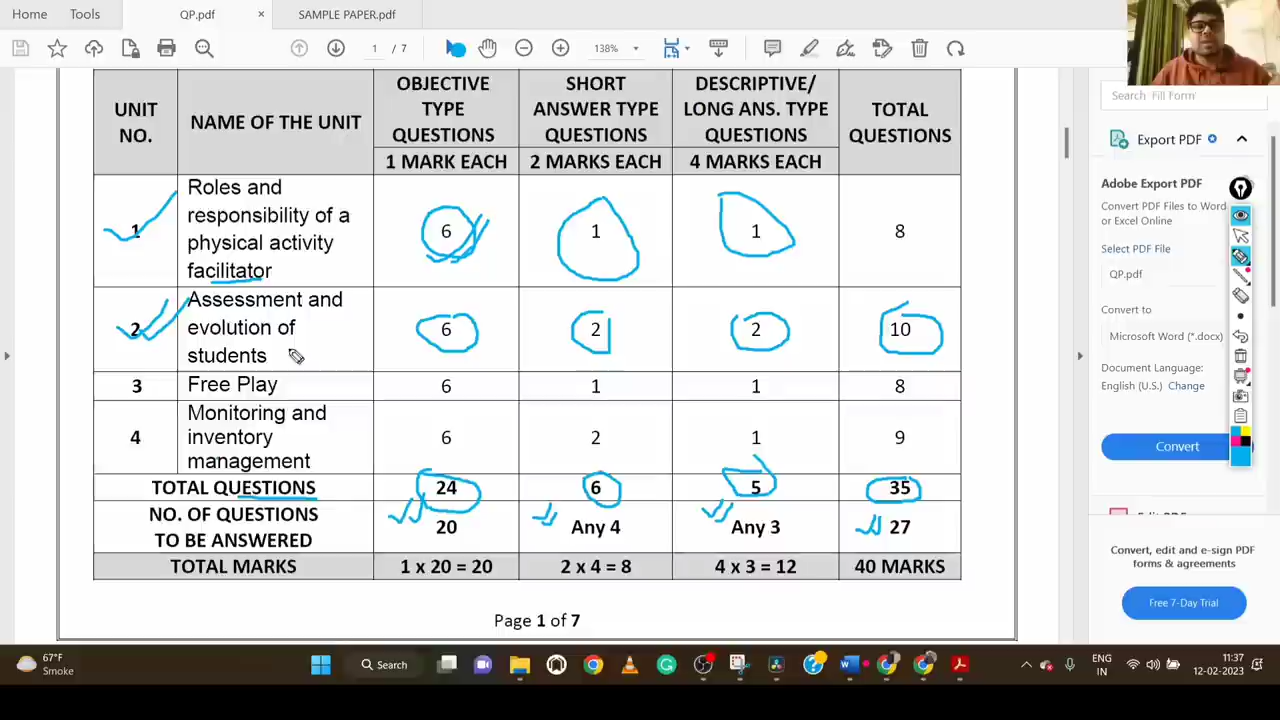 Home Tools QP.pdf × SAMPLE PAPER.pdf
1 / 7 138%
UNIT NO. NAME OF THE UNIT OBJECTIVE TYPE QUESTIONS SHORT ANSWER TYPE QUESTIONS DESCRIPTIVE/ LONG ANS. TYPE QUESTIONS TOTAL QUESTIONS
1 MARK EACH 2 MARKS EACH 4 MARKS EACH
1 Roles and responsibility of a physical activity facilitator 6 1 1 8
2 Assessment and evolution of students 6 2 2 10
3 Free Play 6 1 1 8
4 Monitoring and inventory management 6 2 1 9
TOTAL QUESTIONS 24 6 5 35
NO. OF QUESTIONS TO BE ANSWERED 20 Any 4 Any 3 27
TOTAL MARKS 1 x 20 = 20 2 x 4 = 8 4 x 3 = 12 40 MARKS
Page 1 of 7
Search 'Fill Form'
Export PDF
Adobe Export PDF
Convert PDF Files to Word
or Excel Online
Select PDF File
QP.pdf
Convert to
Microsoft Word (*.docx)
Document Language:
English (U.S.) Change
Convert
Convert, edit and e-sign PDF
forms & agreements
Free 7-Day Trial
67°F
Smoke
Search
ENG
IN
11:37
12-02-2023